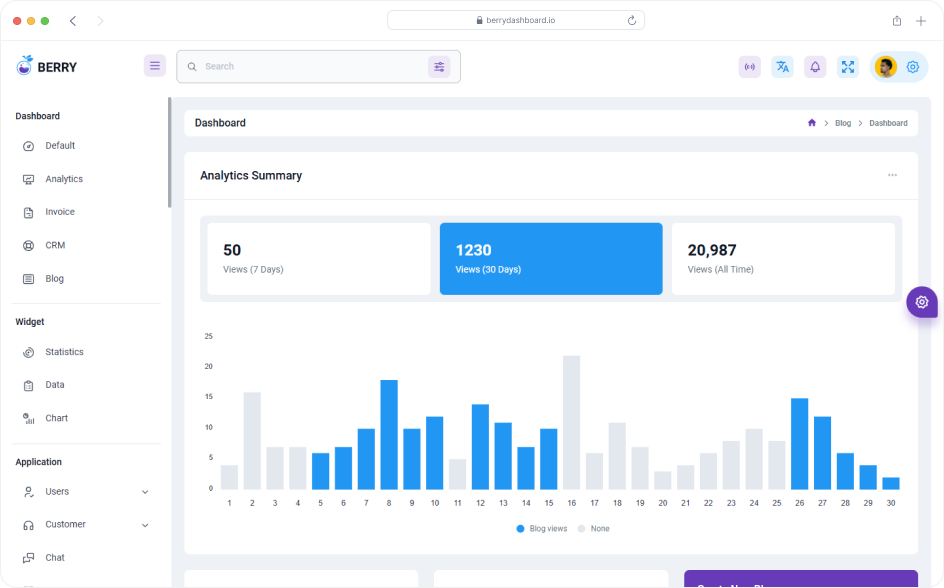 berrydashboard.io
BERRY
Search
Dashboard
Default
Analytics
Invoice
CRM
Blog
Widget
Statistics
Data
Chart
Application
Users
Customer
Chat
Dashboard
Blog
Dashboard
Analytics Summary
50
Views (7 Days)
1230
Views (30 Days)
20,987
Views (All Time)
25
20
15
10
5
0
1 2 3 4 5 6 7 8 9 10 11 12 13 14 15 16 17 18 19 20 21 22 23 24 25 26 27 28 29 30
Blog views None